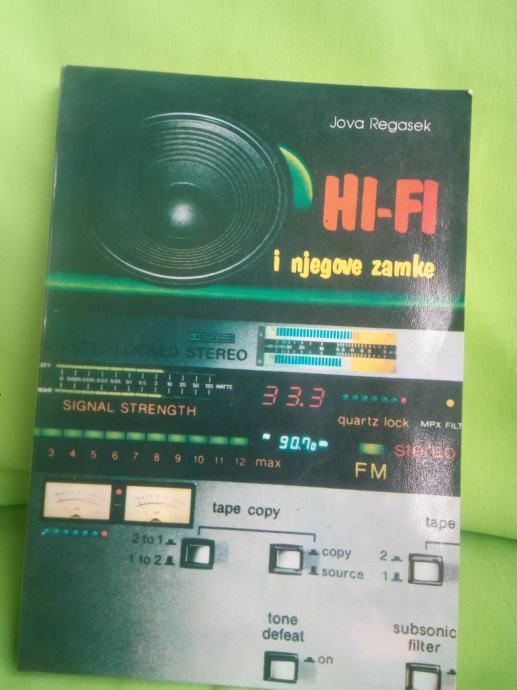 Jova Regasek
HI-FI
i njegove zamke
LOCKED STEREO
WATTS
SIGNAL STRENGTH
33.3
quartz lock
MPX FILT
90.70
3 4 5 6 7 8 9 10 11 12 max
FM
stereo
tape copy
tape
2 to 1
1 to 2
copy
source
2
1
tone
defeat
on
subsonic
filter